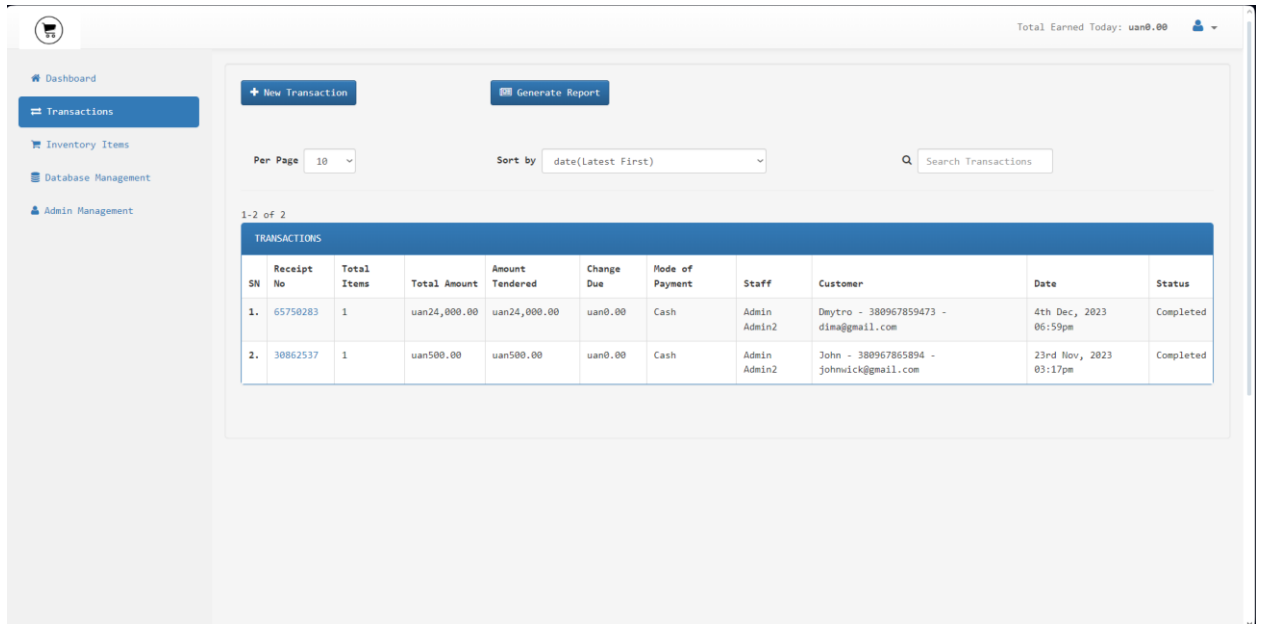 Total Earned Today: uan0.00
Dashboard
Transactions
Inventory Items
Database Management
Admin Management
New Transaction
Generate Report
Per Page 10
Sort by date(Latest First)
Search Transactions
1-2 of 2
TRANSACTIONS
SN Receipt No Total Items Total Amount Amount Tendered Change Due Mode of Payment Staff Customer Date Status
1. 65750283 1 uan24,000.00 uan24,000.00 uan0.00 Cash Admin Admin2 Dmytro - 380967859473 - dima@gmail.com 4th Dec, 2023 06:59pm Completed
2. 30862537 1 uan500.00 uan500.00 uan0.00 Cash Admin Admin2 John - 380967865894 - johnwick@gmail.com 23rd Nov, 2023 03:17pm Completed